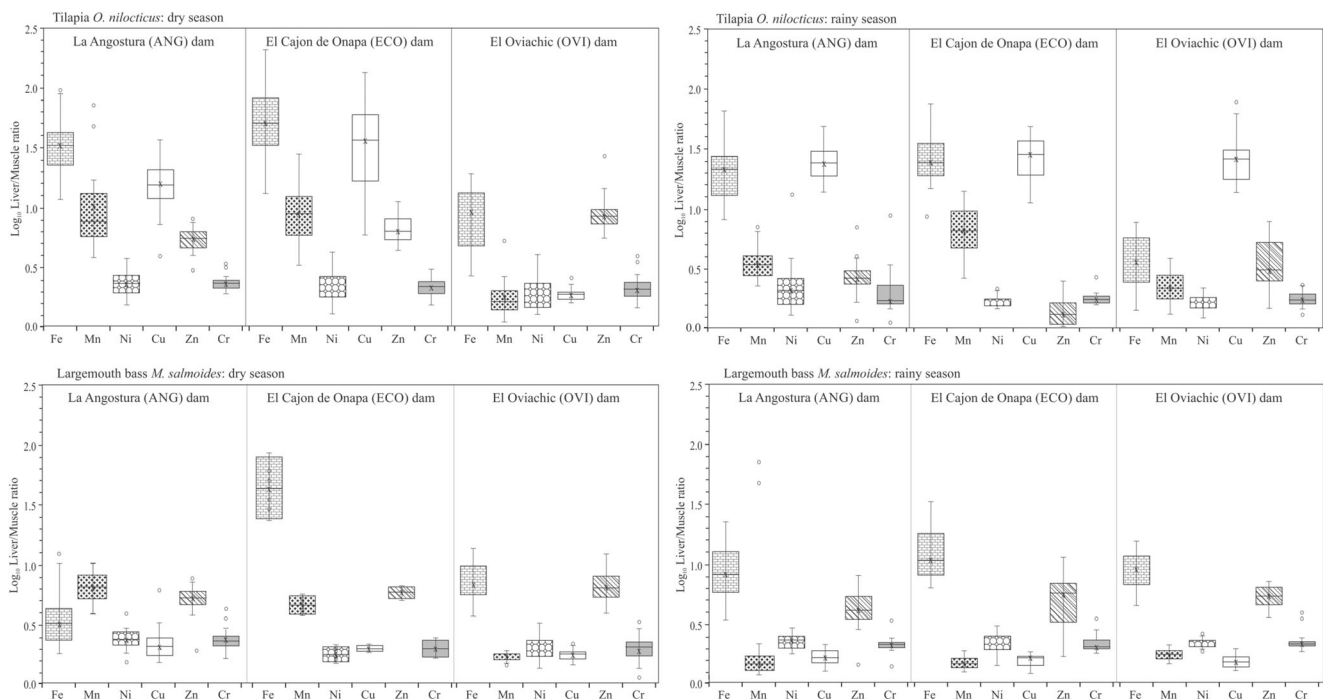 Tilapia O. nilocticus: dry season
La Angostura (ANG) dam El Cajon de Onapa (ECO) dam El Oviachic (OVI) dam
2.5
2.0
1.5
1.0
0.5
0.0
Log10 Liver/Muscle ratio
Fe Mn Ni Cu Zn Cr Fe Mn Ni Cu Zn Cr Fe Mn Ni Cu Zn Cr
Tilapia O. nilocticus: rainy season
La Angostura (ANG) dam El Cajon de Onapa (ECO) dam El Oviachic (OVI) dam
2.5
2.0
1.5
1.0
0.5
0.0
Log10 Liver/Muscle ratio
Fe Mn Ni Cu Zn Cr Fe Mn Ni Cu Zn Cr Fe Mn Ni Cu Zn Cr
Largemouth bass M. salmoides: dry season
La Angostura (ANG) dam El Cajon de Onapa (ECO) dam El Oviachic (OVI) dam
2.5
2.0
1.5
1.0
0.5
0.0
Log10 Liver/Muscle ratio
Fe Mn Ni Cu Zn Cr Fe Mn Ni Cu Zn Cr Fe Mn Ni Cu Zn Cr
Largemouth bass M. salmoides: rainy season
La Angostura (ANG) dam El Cajon de Onapa (ECO) dam El Oviachic (OVI) dam
2.5
2.0
1.5
1.0
0.5
0.0
Log10 Liver/Muscle ratio
Fe Mn Ni Cu Zn Cr Fe Mn Ni Cu Zn Cr Fe Mn Ni Cu Zn Cr